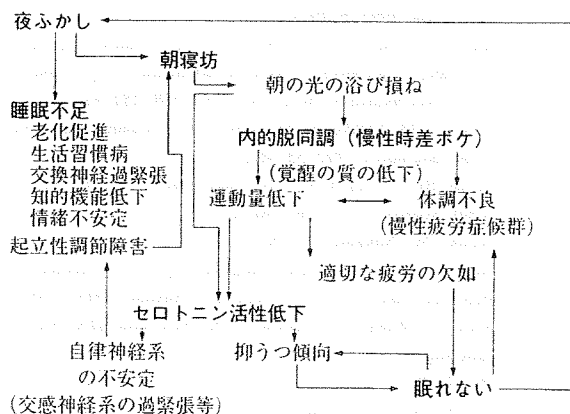 夜ふかし
朝寝坊
朝の光の浴び損ね
睡眠不足
老化促進
生活習慣病
交換神経過緊張
知的機能低下
情緒不安定
起立性調節障害
内的脱同調（慢性時差ボケ）
（覚醒の質の低下）
運動量低下
体調不良
（慢性疲労症候群）
適切な疲労の欠如
セロトニン活性低下
自律神経系
の不安定
（交感神経系の過緊張等）
抑うつ傾向
眠れない